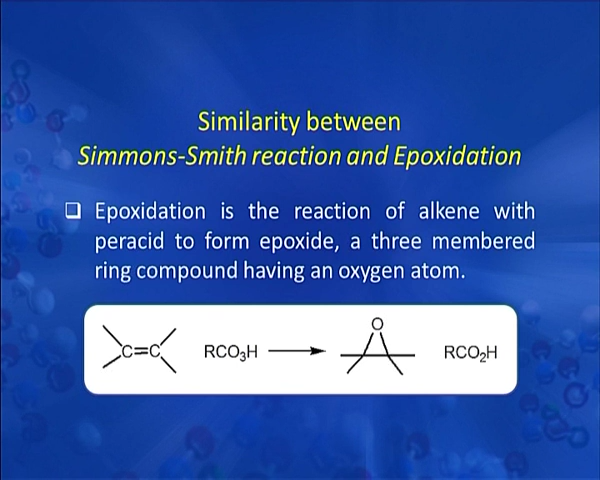 Similarity between
Simmons-Smith reaction and Epoxidation
❑ Epoxidation is the reaction of alkene with
peracid to form epoxide, a three membered
ring compound having an oxygen atom.
C=C RCO₃H O RCO₂H